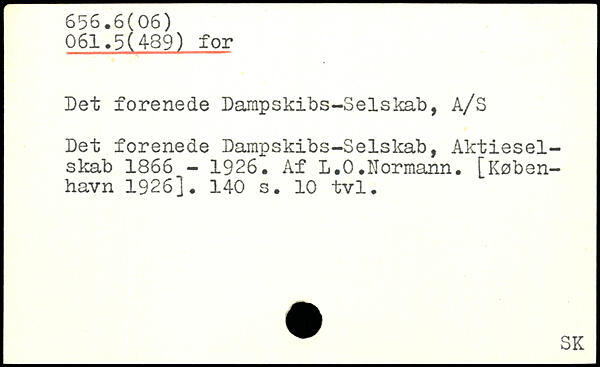 656.6(06)
061.5(489) for
Det forenede Dampskibs-Selskab, A/S
Det forenede Dampskibs-Selskab, Aktiesel-
skab 1866 - 1926. Af L.O.Normann. [Køben-
havn 1926]. 140 s. 10 tvl.
SK